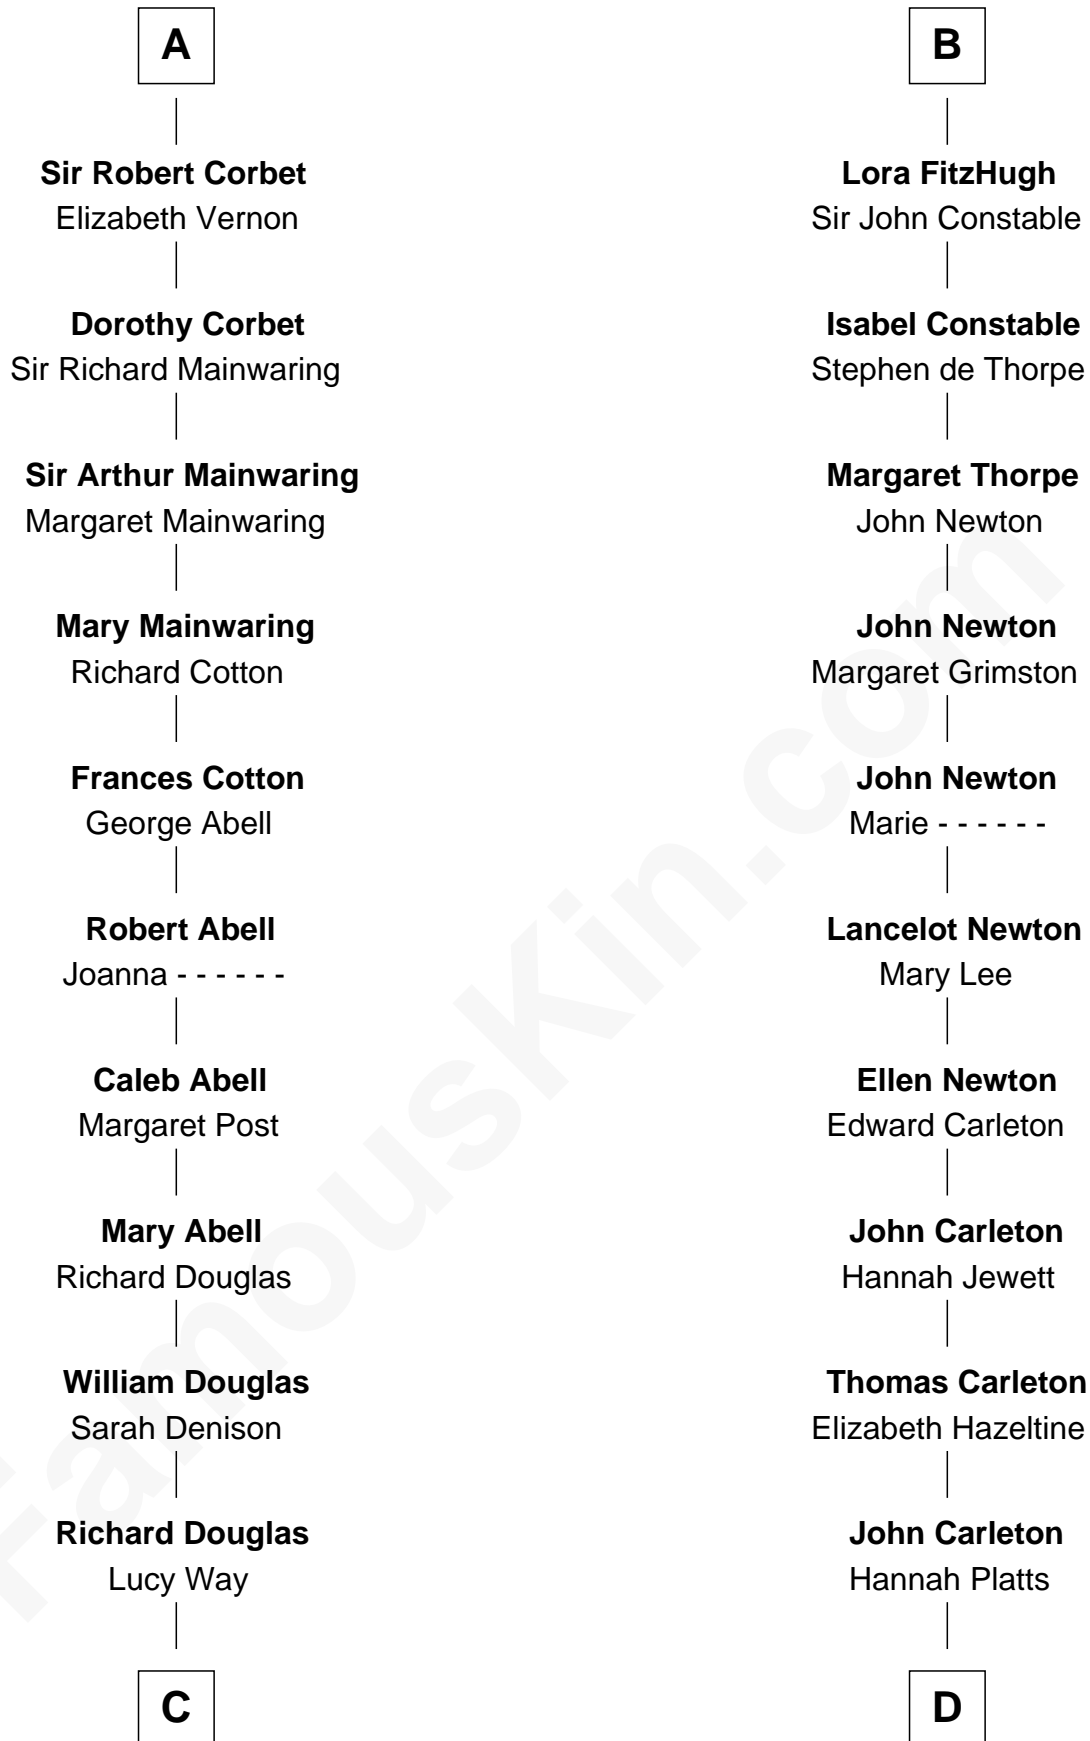 A
Sir Robert Corbet
Elizabeth Vernon
Dorothy Corbet
Sir Richard Mainwaring
Sir Arthur Mainwaring
Margaret Mainwaring
Mary Mainwaring
Richard Cotton
Frances Cotton
George Abell
Robert Abell
Joanna - - - - - -
Caleb Abell
Margaret Post
Mary Abell
Richard Douglas
William Douglas
Sarah Denison
Richard Douglas
Lucy Way
C
B
Lora FitzHugh
Sir John Constable
Isabel Constable
Stephen de Thorpe
Margaret Thorpe
John Newton
John Newton
Margaret Grimston
John Newton
Marie - - - - - -
Lancelot Newton
Mary Lee
Ellen Newton
Edward Carleton
John Carleton
Hannah Jewett
Thomas Carleton
Elizabeth Hazeltine
John Carleton
Hannah Platts
D
FamousKin.com